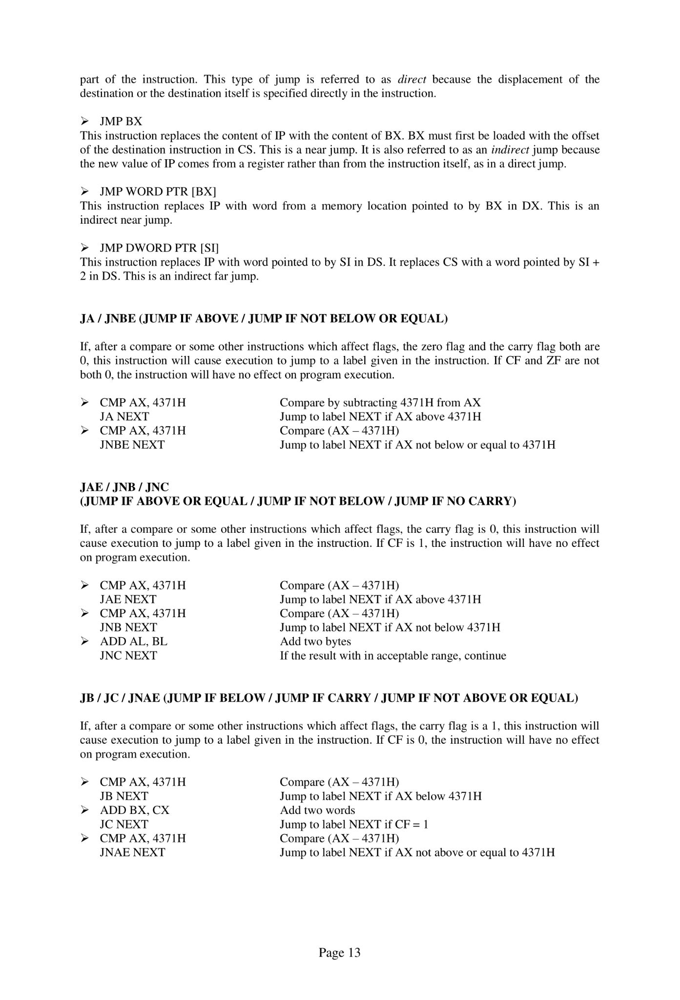 part of the instruction. This type of jump is referred to as direct because the displacement of the
destination or the destination itself is specified directly in the instruction.
➢ JMP BX
This instruction replaces the content of IP with the content of BX. BX must first be loaded with the offset
of the destination instruction in CS. This is a near jump. It is also referred to as an indirect jump because
the new value of IP comes from a register rather than from the instruction itself, as in a direct jump.
➢ JMP WORD PTR [BX]
This instruction replaces IP with word from a memory location pointed to by BX in DX. This is an
indirect near jump.
➢ JMP DWORD PTR [SI]
This instruction replaces IP with word pointed to by SI in DS. It replaces CS with a word pointed by SI +
2 in DS. This is an indirect far jump.
JA / JNBE (JUMP IF ABOVE / JUMP IF NOT BELOW OR EQUAL)
If, after a compare or some other instructions which affect flags, the zero flag and the carry flag both are
0, this instruction will cause execution to jump to a label given in the instruction. If CF and ZF are not
both 0, the instruction will have no effect on program execution.
➢ CMP AX, 4371H Compare by subtracting 4371H from AX
JA NEXT Jump to label NEXT if AX above 4371H
➢ CMP AX, 4371H Compare (AX – 4371H)
JNBE NEXT Jump to label NEXT if AX not below or equal to 4371H
JAE / JNB / JNC
(JUMP IF ABOVE OR EQUAL / JUMP IF NOT BELOW / JUMP IF NO CARRY)
If, after a compare or some other instructions which affect flags, the carry flag is 0, this instruction will
cause execution to jump to a label given in the instruction. If CF is 1, the instruction will have no effect
on program execution.
➢ CMP AX, 4371H Compare (AX – 4371H)
JAE NEXT Jump to label NEXT if AX above 4371H
➢ CMP AX, 4371H Compare (AX – 4371H)
JNB NEXT Jump to label NEXT if AX not below 4371H
➢ ADD AL, BL Add two bytes
JNC NEXT If the result with in acceptable range, continue
JB / JC / JNAE (JUMP IF BELOW / JUMP IF CARRY / JUMP IF NOT ABOVE OR EQUAL)
If, after a compare or some other instructions which affect flags, the carry flag is a 1, this instruction will
cause execution to jump to a label given in the instruction. If CF is 0, the instruction will have no effect
on program execution.
➢ CMP AX, 4371H Compare (AX – 4371H)
JB NEXT Jump to label NEXT if AX below 4371H
➢ ADD BX, CX Add two words
JC NEXT Jump to label NEXT if CF = 1
➢ CMP AX, 4371H Compare (AX – 4371H)
JNAE NEXT Jump to label NEXT if AX not above or equal to 4371H
Page 13